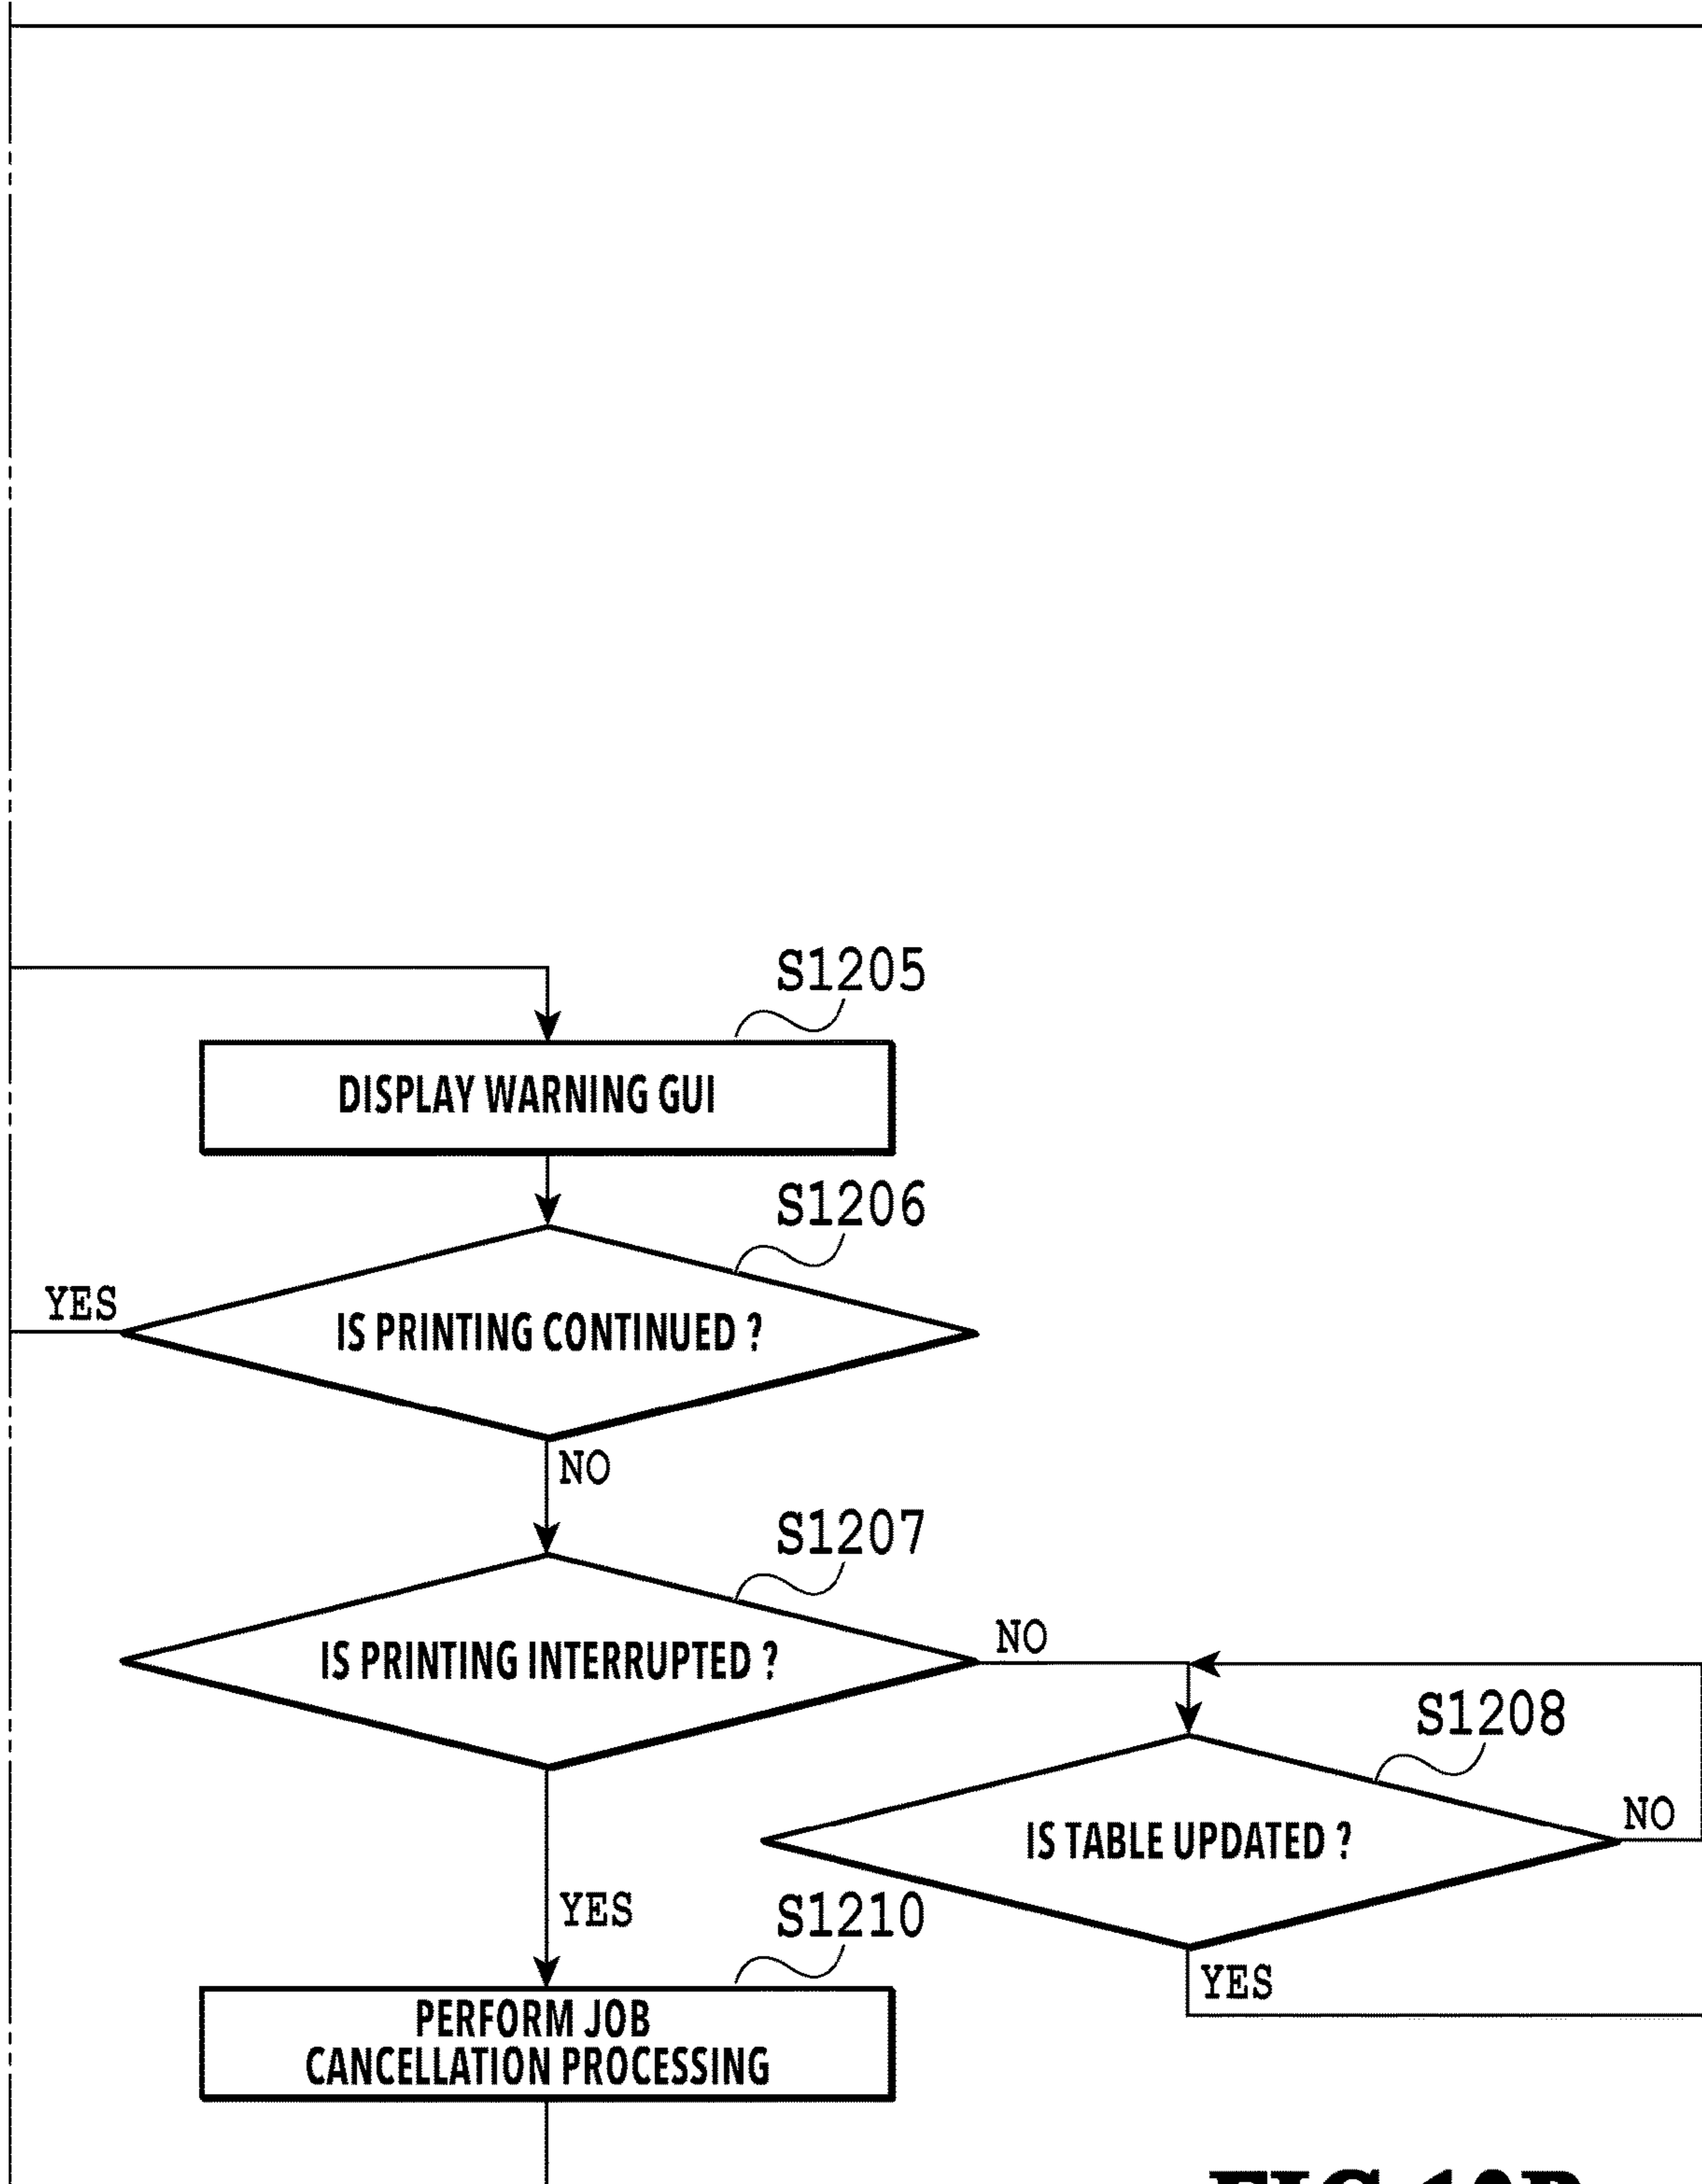 S1205
DISPLAY WARNING GUI
S1206
YES
IS PRINTING CONTINUED ?
NO
S1207
IS PRINTING INTERRUPTED ?
NO
S1208
IS TABLE UPDATED ?
NO
YES
S1210
YES
PERFORM JOB
CANCELLATION PROCESSING